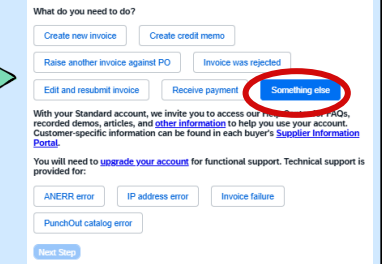 What do you need to do?
Create new invoice Create credit memo
Raise another invoice against PO Invoice was rejected
Edit and resubmit invoice Receive payment Something else
With your Standard account, we invite you to access our Help Center for FAQs,
recorded demos, articles, and other information to help you use your account.
Customer-specific information can be found in each buyer's Supplier Information
Portal.
You will need to upgrade your account for functional support. Technical support is
provided for:
ANERR error IP address error Invoice failure
PunchOut catalog error
Next Step